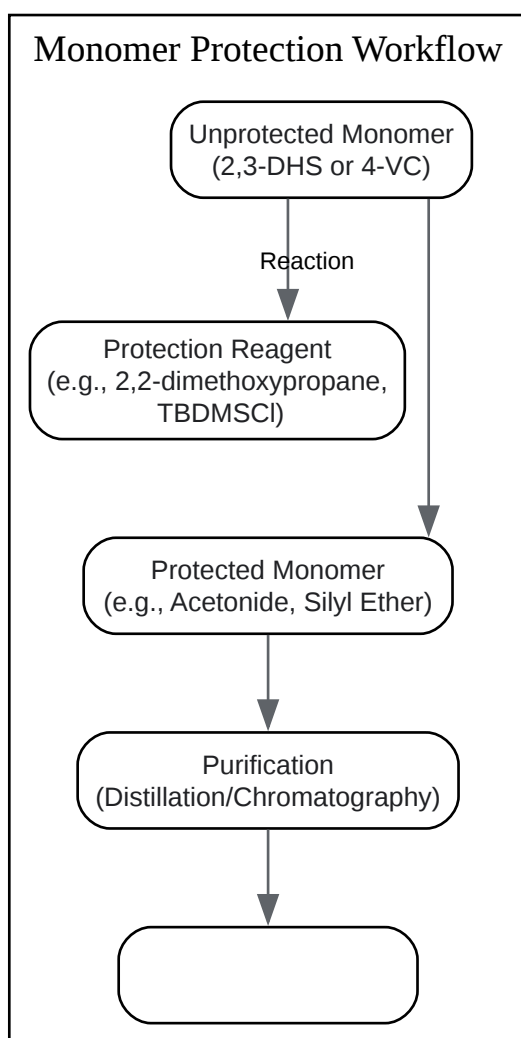 Monomer Protection Workflow
Unprotected Monomer
(2,3-DHS or 4-VC)
Reaction
Protection Reagent
(e.g., 2,2-dimethoxypropane,
TBDMSCl)
Protected Monomer
(e.g., Acetonide, Silyl Ether)
Purification
(Distillation/Chromatography)